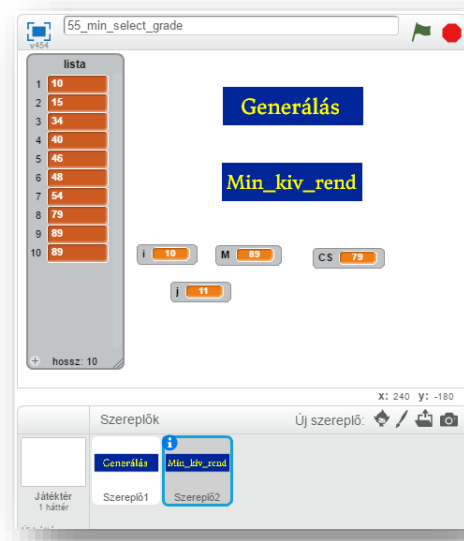 55_min_select_grade
v454
lista
1 10
2 15
3 34
4 40
5 46
6 48
7 54
8 79
9 89
10 89
+ hossz: 10
Generálás
Min_kiv_rend
i 10
M 89
CS 79
j 11
x: 240 y: -180
Szereplők
Új szereplő:
Játéktér
1 háttér
Generálás
Szereplő1
i
Min_kiv_rend
Szereplő2